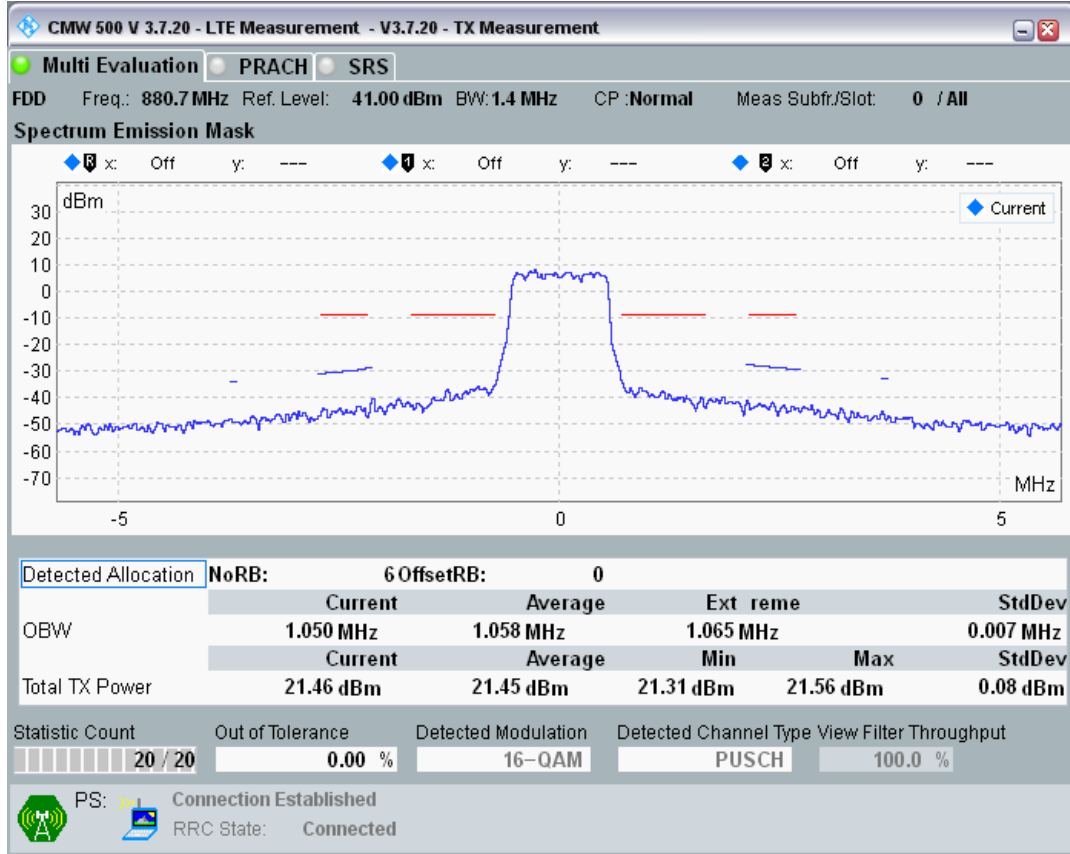 CMW 500 V 3.7.20 - LTE Measurement - V3.7.20 - TX Measurement
Multi Evaluation PRACH SRS
FDD Freq.: 880.7 MHz Ref. Level: 41.00 dBm BW: 1.4 MHz CP :Normal Meas Subfr./Slot: 0 / All
Spectrum Emission Mask
R x: Off y: --- 1 x: Off y: --- 2 x: Off y: ---
dBm
Current
30
20
10
0
-10
-20
-30
-40
-50
-60
-70
MHz
-5 0 5
Detected Allocation NoRB: 6 OffsetRB: 0
Current Average Ext reme StdDev
OBW 1.050 MHz 1.058 MHz 1.065 MHz 0.007 MHz
Current Average Min Max StdDev
Total TX Power 21.46 dBm 21.45 dBm 21.31 dBm 21.56 dBm 0.08 dBm
Statistic Count Out of Tolerance Detected Modulation Detected Channel Type View Filter Throughput
20 / 20 0.00 % 16-QAM PUSCH 100.0 %
PS: Connection Established
RRC State: Connected